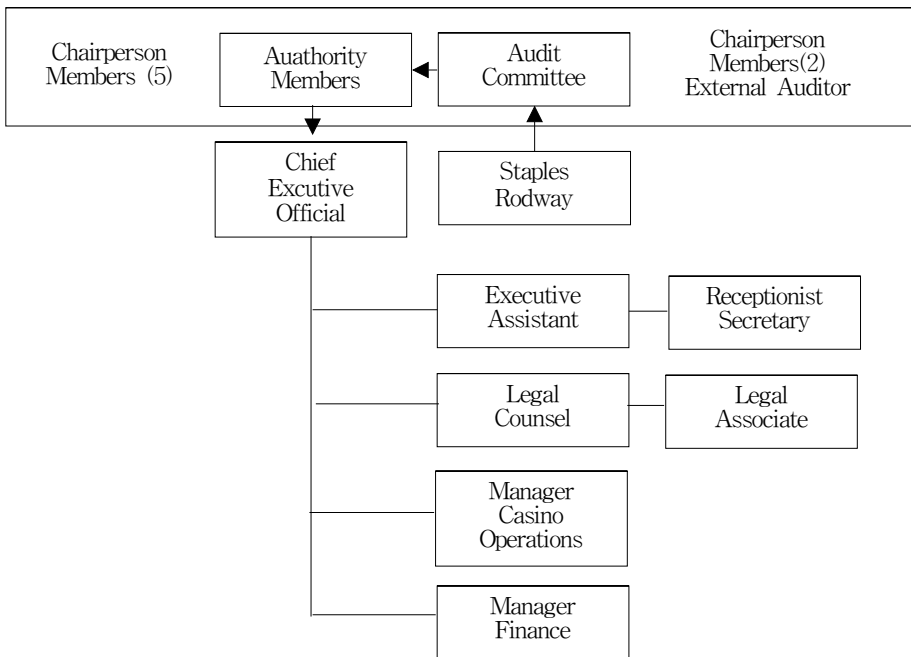 Chairperson
Members (5)
Auathority
Members
Audit
Committee
Chairperson
Members(2)
External Auditor
Chief
Excutive
Official
Staples
Rodway
Executive
Assistant
Receptionist
Secretary
Legal
Counsel
Legal
Associate
Manager
Casino
Operations
Manager
Finance